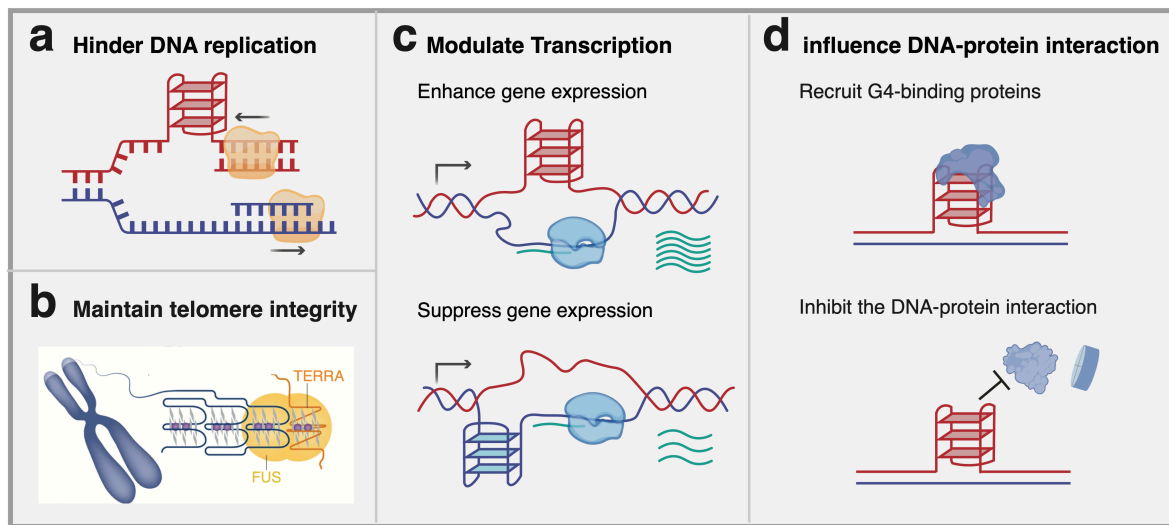 a Hinder DNA replication
b Maintain telomere integrity
TERRA
FUS
c Modulate Transcription
Enhance gene expression
Suppress gene expression
d influence DNA-protein interaction
Recruit G4-binding proteins
Inhibit the DNA-protein interaction